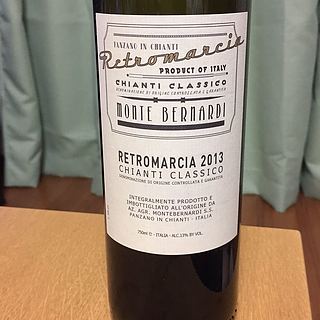 PANZANO IN CHIANTI
Retromarcia
PRODUCT OF ITALY
CHIANTI CLASSICO
DENOMINAZIONE DI ORIGINE CONTROLLATA E GARANTITA
MONTE BERNARDI
RETROMARCIA 2013
CHIANTI CLASSICO
DENOMINAZIONE DI ORIGINE CONTROLLATA E GARANTITA
INTEGRALMENTE PRODOTTO E
IMBOTTIGLIATO ALL'ORIGINE DA
AZ. AGR. MONTEBERNARDI S.S.
PANZANO IN CHIANTI - ITALIA
750ml e - ITALIA - ALC.13% BY VOL.